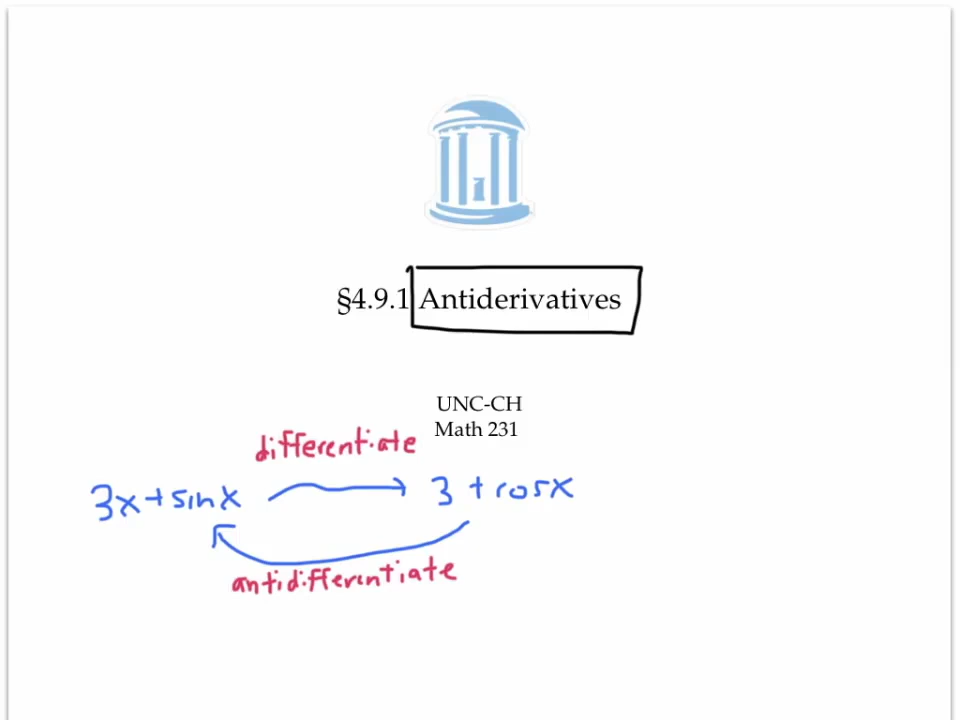 §4.9.1 Antiderivatives
UNC-CH
Math 231
differentiate
3x+sinx → 3+cosx
antidifferentiate